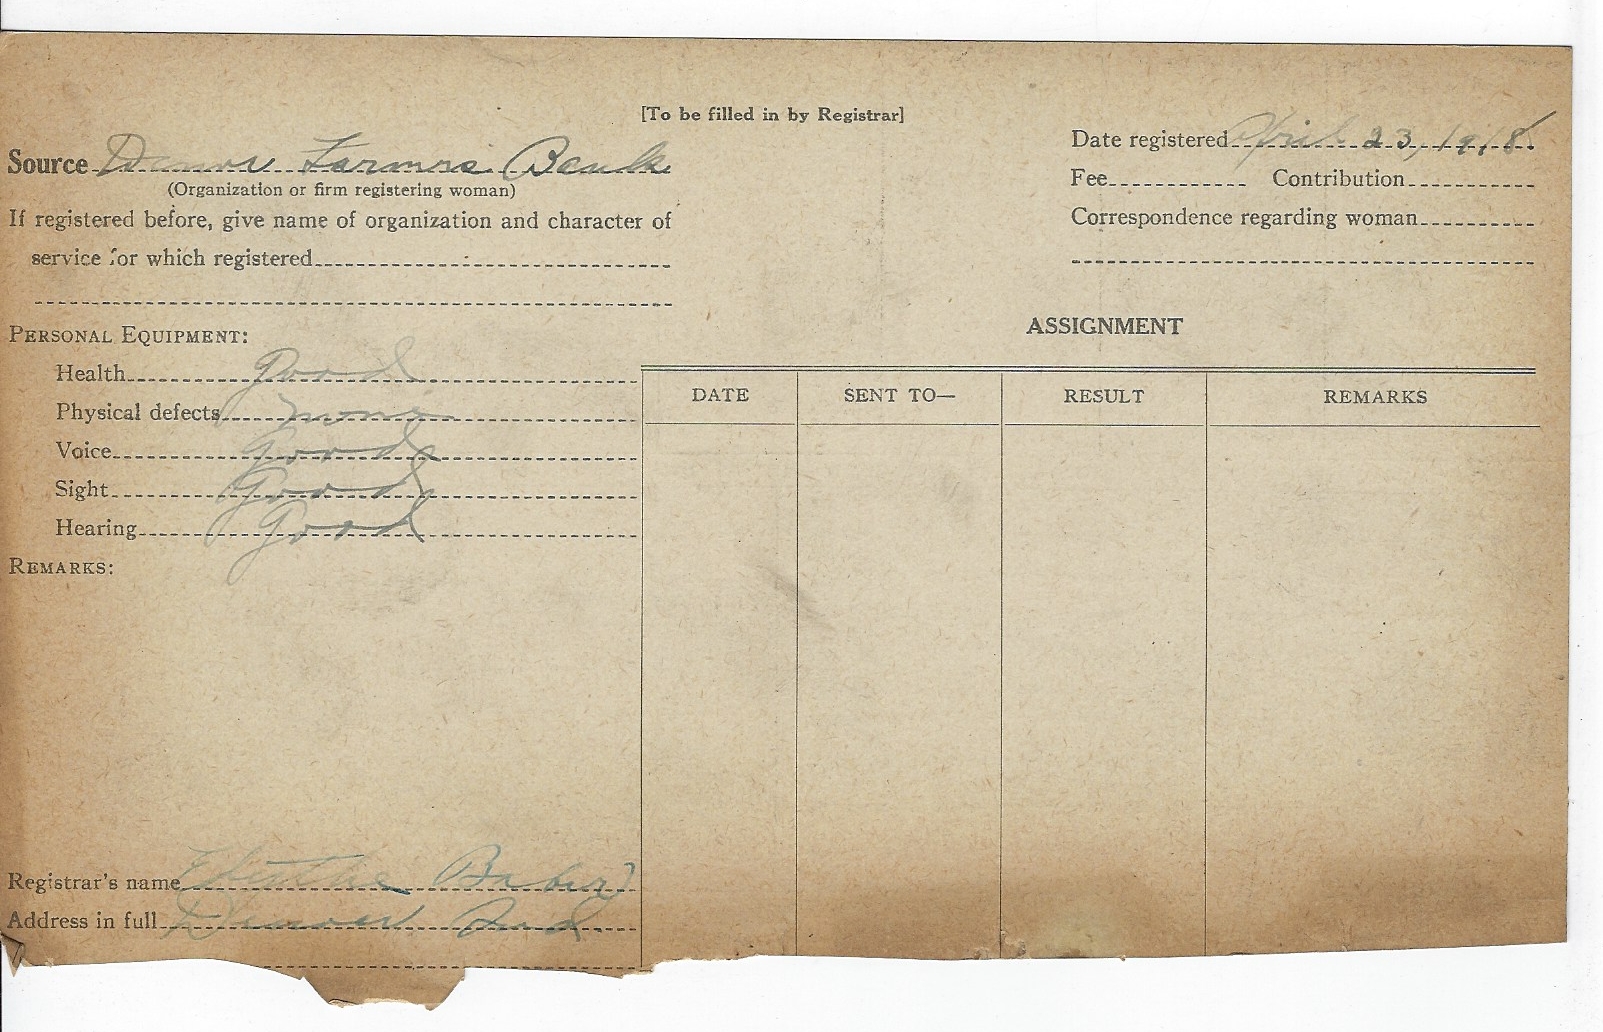 [To be filled in by Registrar]
Source Denver Farmers Bank
(Organization or firm registering woman)
If registered before, give name of organization and character of
service for which registered
Date registered April 23, 1918
Fee Contribution
Correspondence regarding woman
PERSONAL EQUIPMENT:
Health good
Physical defects none
Voice Good
Sight Good
Hearing Good
REMARKS:
ASSIGNMENT
DATE SENT TO— RESULT REMARKS
Registrar's name
Address in full Denver Ind.